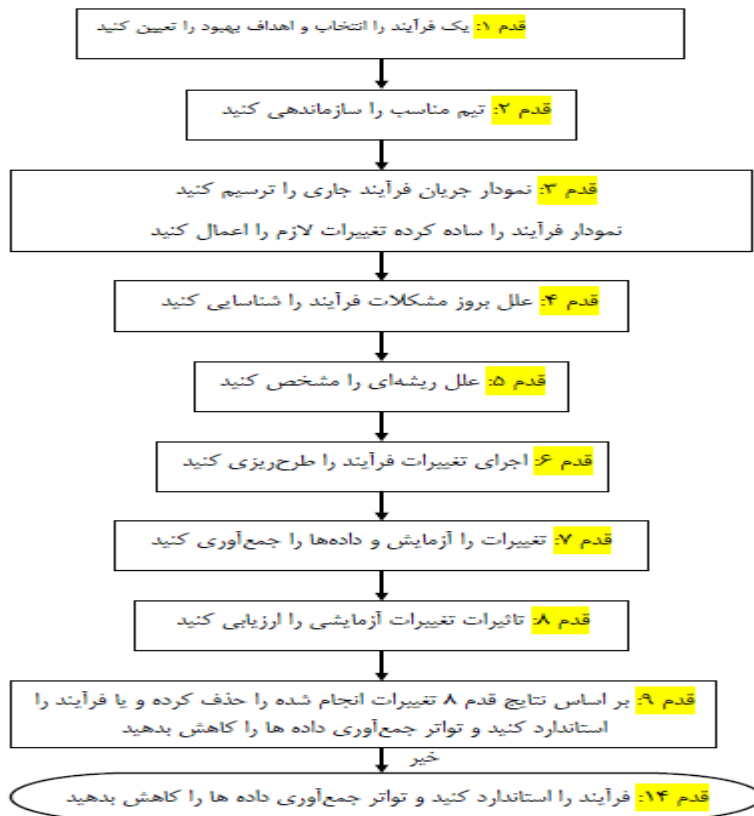 قدم ۱: یک فرآیند را انتخاب و اهداف بهبود را تعیین کنید
قدم ۲: تیم مناسب را سازماندهی کنید
قدم ۳: نمودار جریان فرآیند جاری را ترسیم کنید
نمودار فرآیند را ساده کرده تغییرات لازم را اعمال کنید
قدم ۴: علل بروز مشکلات فرآیند را شناسایی کنید
قدم ۵: علل ریشه‌ای را مشخص کنید
قدم ۶: اجرای تغییرات فرآیند را طرح‌ریزی کنید
قدم ۷: تغییرات را آزمایش و داده‌ها را جمع‌آوری کنید
قدم ۸: تاثیرات تغییرات آزمایشی را ارزیابی کنید
قدم ۹: بر اساس نتایج قدم ۸ تغییرات انجام شده را حذف کرده و یا فرآیند را
استاندارد کنید و تواتر جمع‌آوری داده ها را کاهش بدهید
خیر
قدم ۱۴: فرآیند را استاندارد کنید و تواتر جمع‌آوری داده ها را کاهش بدهید